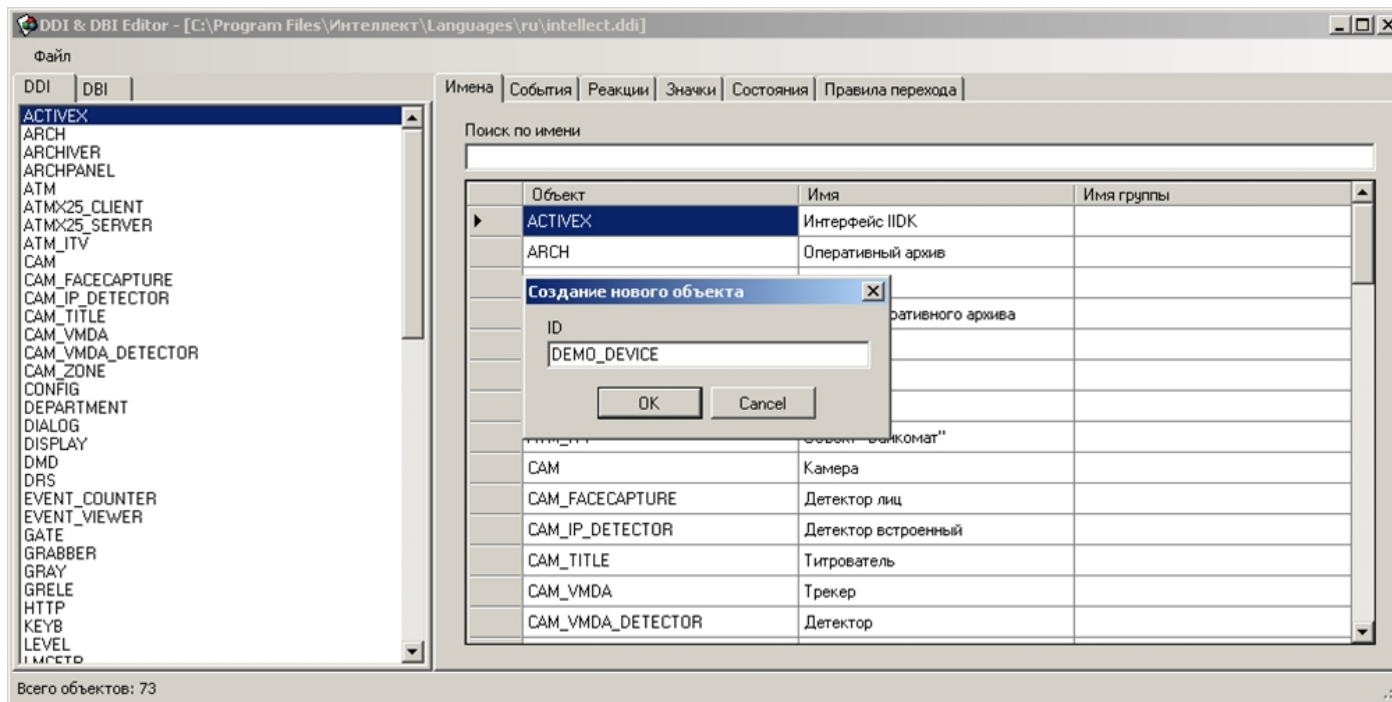 DDI & DBI Editor - [C:\Program Files\Интеллект\Languages\ru\intellect.ddi]
Файл
DDI DBI
ACTIVEX
ARCH
ARCHIVER
ARCHPANEL
ATM
ATMX25_CLIENT
ATMX25_SERVER
ATM_ITV
CAM
CAM_FACECAPTURE
CAM_IP_DETECTOR
CAM_TITLE
CAM_VMDA
CAM_VMDA_DETECTOR
CAM_ZONE
CONFIG
DEPARTMENT
DIALOG
DISPLAY
DMD
DRS
EVENT_COUNTER
EVENT_VIEWER
GATE
GRABBER
GRAY
GRELE
HTTP
KEYB
LEVEL
Имена События Реакции Значки Состояния Правила перехода
Поиск по имени
Объект Имя Имя группы
ACTIVEX Интерфейс IIDK
ARCH Оперативный архив
Создание нового объекта
ID
DEMO_DEVICE
OK Cancel
архива
CAM Камера
CAM_FACECAPTURE Детектор лиц
CAM_IP_DETECTOR Детектор встроенный
CAM_TITLE Титрователь
CAM_VMDA Трекер
CAM_VMDA_DETECTOR Детектор
Всего объектов: 73